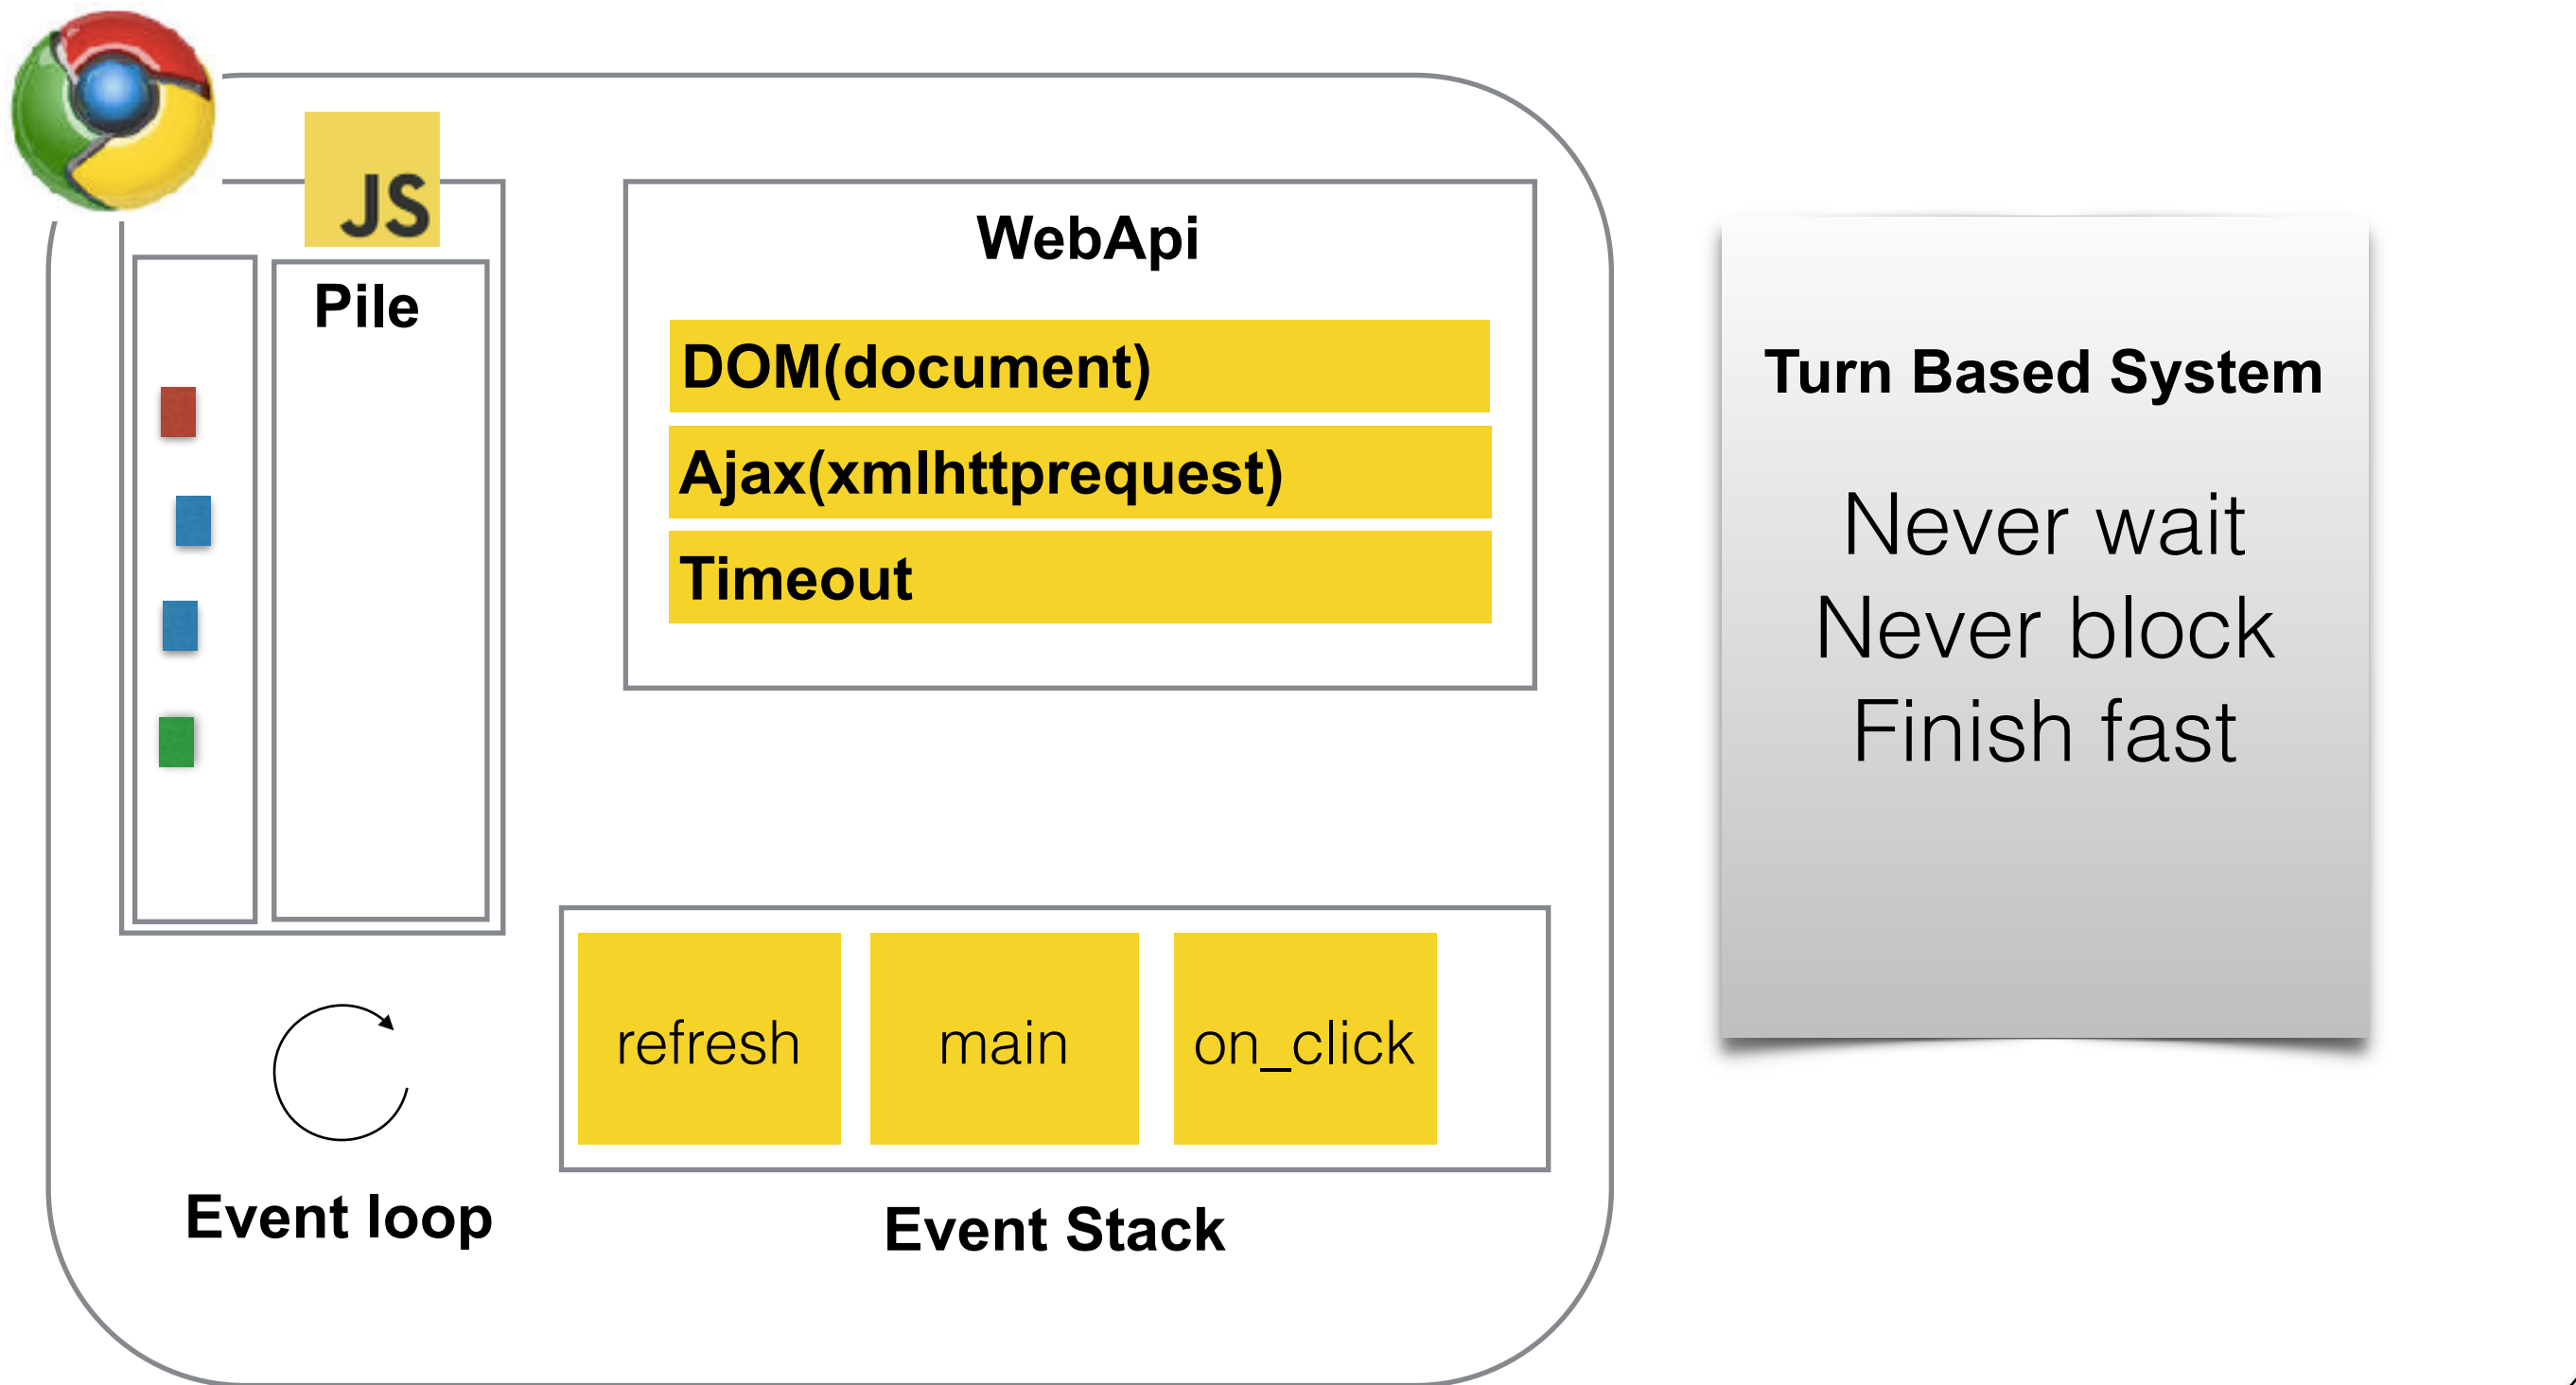 JS
Pile
WebApi
DOM(document)
Ajax(xmlhttprequest)
Timeout
Event loop
refresh
main
on_click
Event Stack
Turn Based System
Never wait
Never block
Finish fast